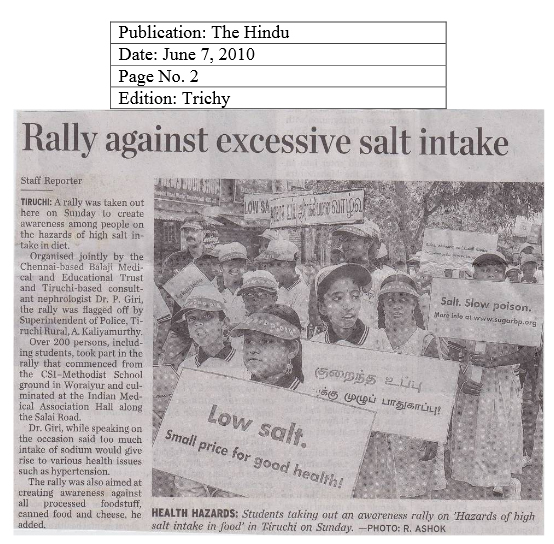 Publication: The Hindu
Date: June 7, 2010
Page No. 2
Edition: Trichy
Rally against excessive salt intake
Staff Reporter
TIRUCHI: A rally was taken out
here on Sunday to create
awareness among people on
the hazards of high salt in-
take in diet.
Organised jointly by the
Chennai-based Balaji Medi-
cal and Educational Trust
and Tiruchi-based consult-
ant nephrologist Dr. P. Giri,
the rally was flagged off by
Superintendent of Police, Ti-
ruchi Rural, A. Kaliyamurthy.
Over 200 persons, includ-
ing students, took part in the
rally that commenced from
the CSI-Methodist School
ground in Woraiyur and cul-
minated at the Indian Med-
ical Association Hall along
the Salai Road.
Dr. Giri, while speaking on
the occasion said too much
intake of sodium would give
rise to various health issues
such as hypertension.
The rally was also aimed at
creating awareness against
all processed foodstuff,
canned food and cheese, he
added.
LOW SA
வாழ்வு
Salt. Slow poison.
More info at www.sugarbp.org
குறைந்த உப்பு
க்கு முழுப் பாதுகாப்பு!
Low salt.
Small price for good health!
HEALTH HAZARDS: Students taking out an awareness rally on 'Hazards of high
salt intake in food' in Tiruchi on Sunday. —PHOTO: R. ASHOK